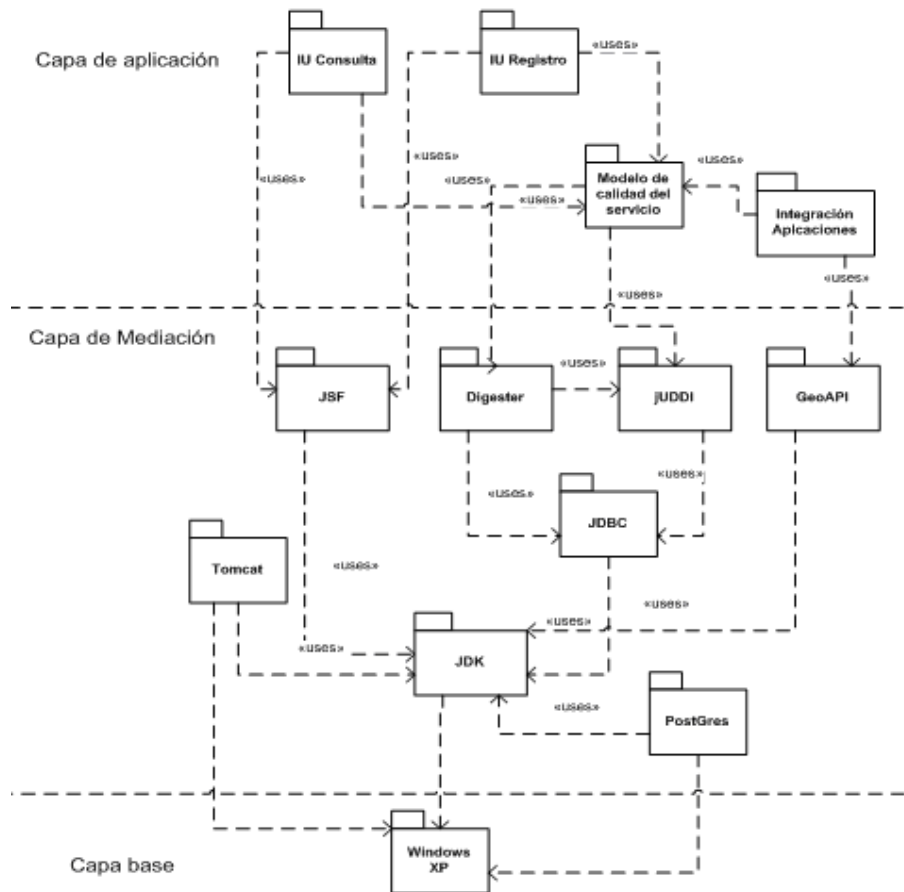 Capa de aplicación
IU Consulta
IU Registro
«uses»
«uses»
«uses»
«uses»
«uses»
«uses»
Modelo de
calidad del
servicio
Integración
Aplcaciones
«uses»
«uses»
Capa de Mediación
JSF
Digester
«uses»
jUDDI
GeoAPI
«uses»
«uses»
JDBC
Tomcat
«uses»
«uses»
«uses»
«uses»
JDK
«uses»
PostGres
Capa base
Windows
XP